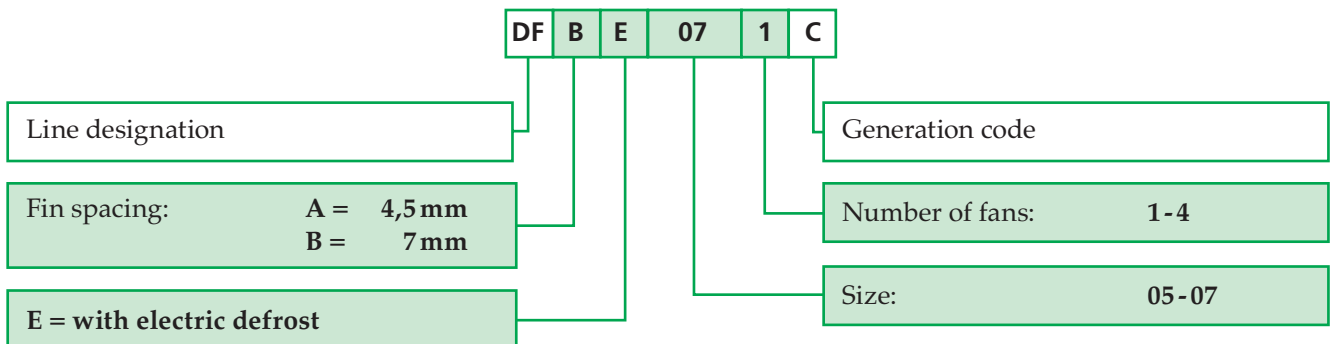 DF B E 07 1 C
Line designation
Generation code
Fin spacing: A = 4,5 mm
B = 7 mm
Number of fans: 1-4
E = with electric defrost
Size: 05-07